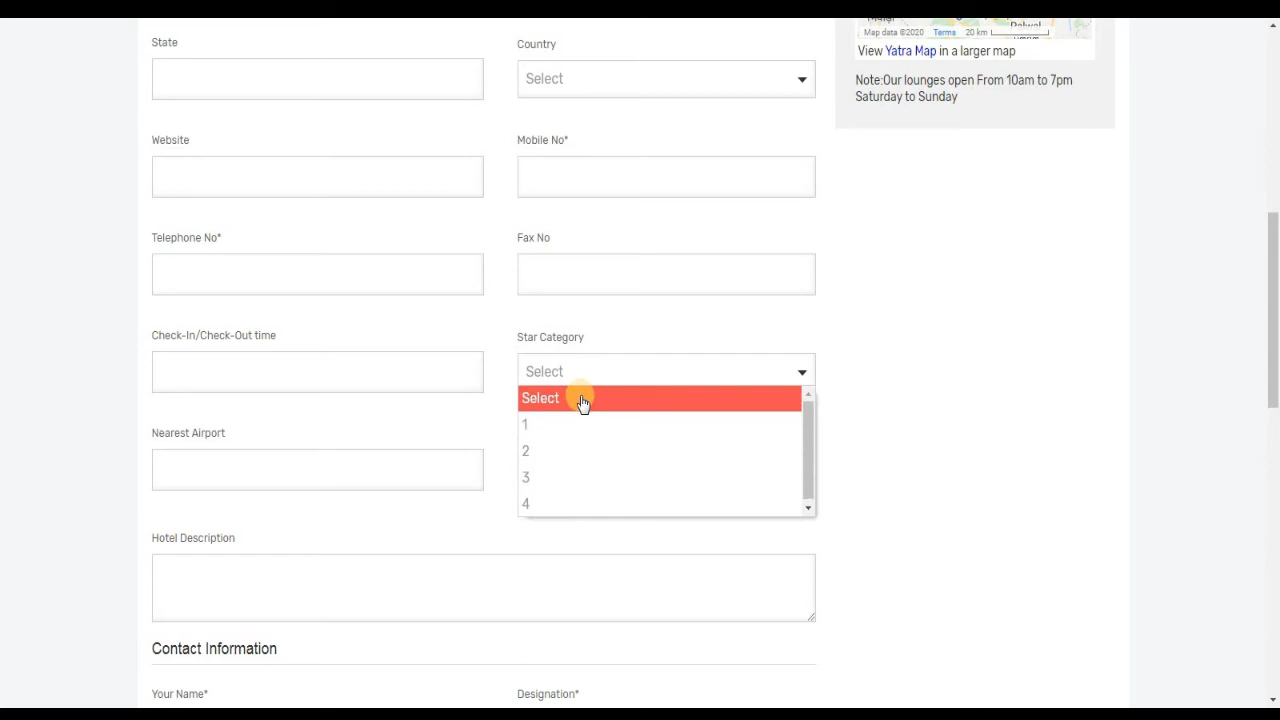 State
Country
Select
Map data ©2020 Terms 20 km
View Yatra Map in a larger map
Note:Our lounges open From 10am to 7pm
Saturday to Sunday
Website
Mobile No*
Telephone No*
Fax No
Check-In/Check-Out time
Star Category
Select
Select
1
2
3
4
Nearest Airport
Hotel Description
Contact Information
Your Name*
Designation*